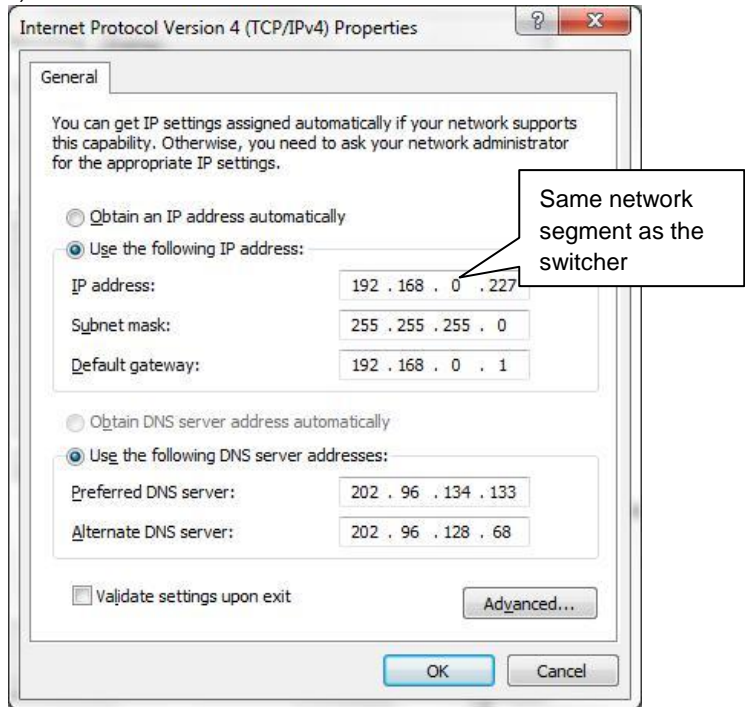 Internet Protocol Version 4 (TCP/IPv4) Properties
General
You can get IP settings assigned automatically if your network supports
this capability. Otherwise, you need to ask your network administrator
for the appropriate IP settings.
Obtain an IP address automatically
Use the following IP address:
IP address: 192 . 168 . 0 . 227
Subnet mask: 255 . 255 . 255 . 0
Default gateway: 192 . 168 . 0 . 1
Same network
segment as the
switcher
Obtain DNS server address automatically
Use the following DNS server addresses:
Preferred DNS server: 202 . 96 . 134 . 133
Alternate DNS server: 202 . 96 . 128 . 68
Validate settings upon exit
Advanced...
OK Cancel